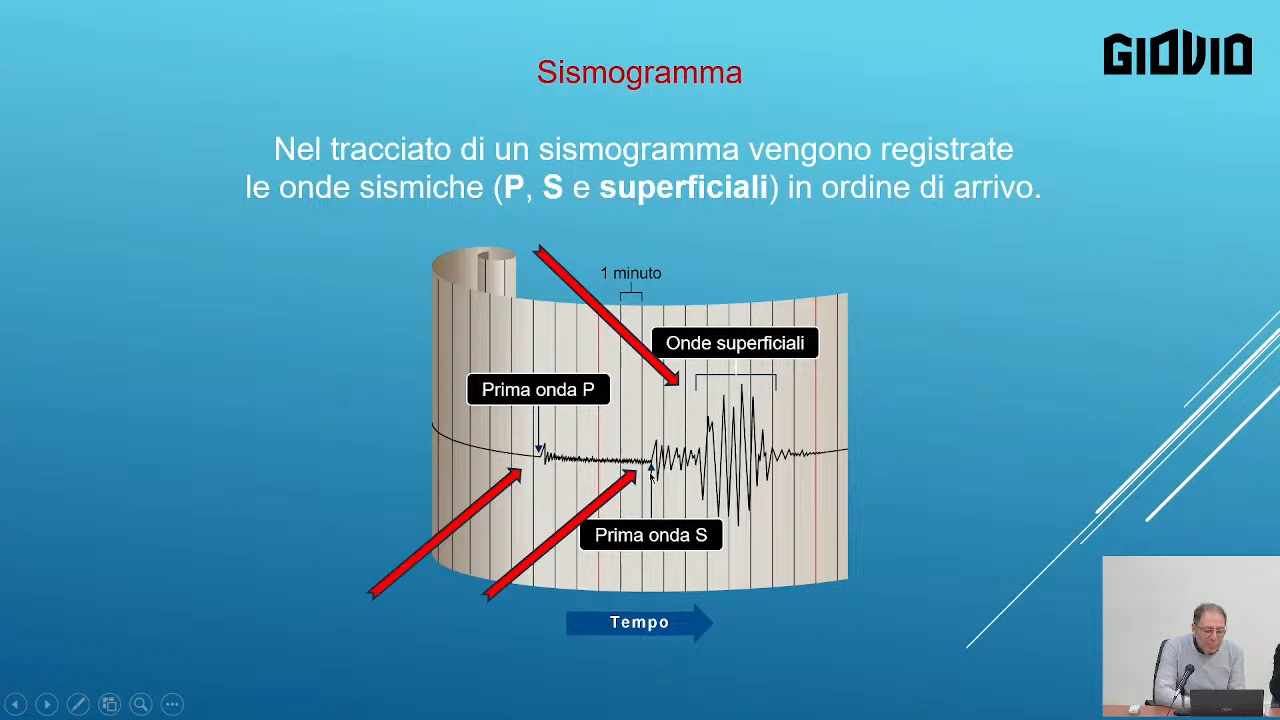 GIOVIO
Sismogramma
Nel tracciato di un sismogramma vengono registrate
le onde sismiche (P, S e superficiali) in ordine di arrivo.
1 minuto
Onde superficiali
Prima onda P
Prima onda S
Tempo